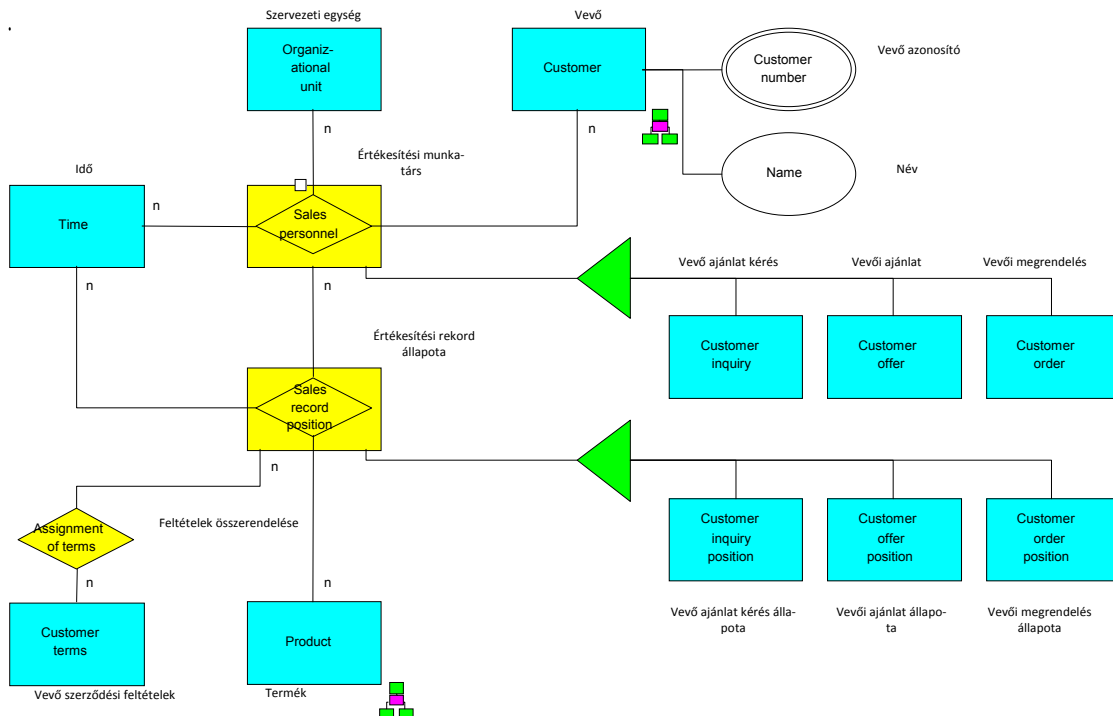 Szervezeti egység
Vevő
Organiz-
ational
unit
Customer
Customer
number
Vevő azonosító
n
n
Értékesítési munka-
társ
Idő
Name
Név
n
Time
Sales
personnel
n
n
Vevő ajánlat kérés
Vevői ajánlat
Vevői megrendelés
Értékesítési rekord
állapota
Customer
inquiry
Customer
offer
Customer
order
Sales
record
position
n
Assignment
of terms
Feltételek összerendelése
Customer
inquiry
position
Customer
offer
position
Customer
order
position
n
n
Customer
terms
Product
Vevő ajánlat kérés álla-
pota
Vevői ajánlat állapo-
ta
Vevői megrendelés
állapota
Vevő szerződési feltételek
Termék